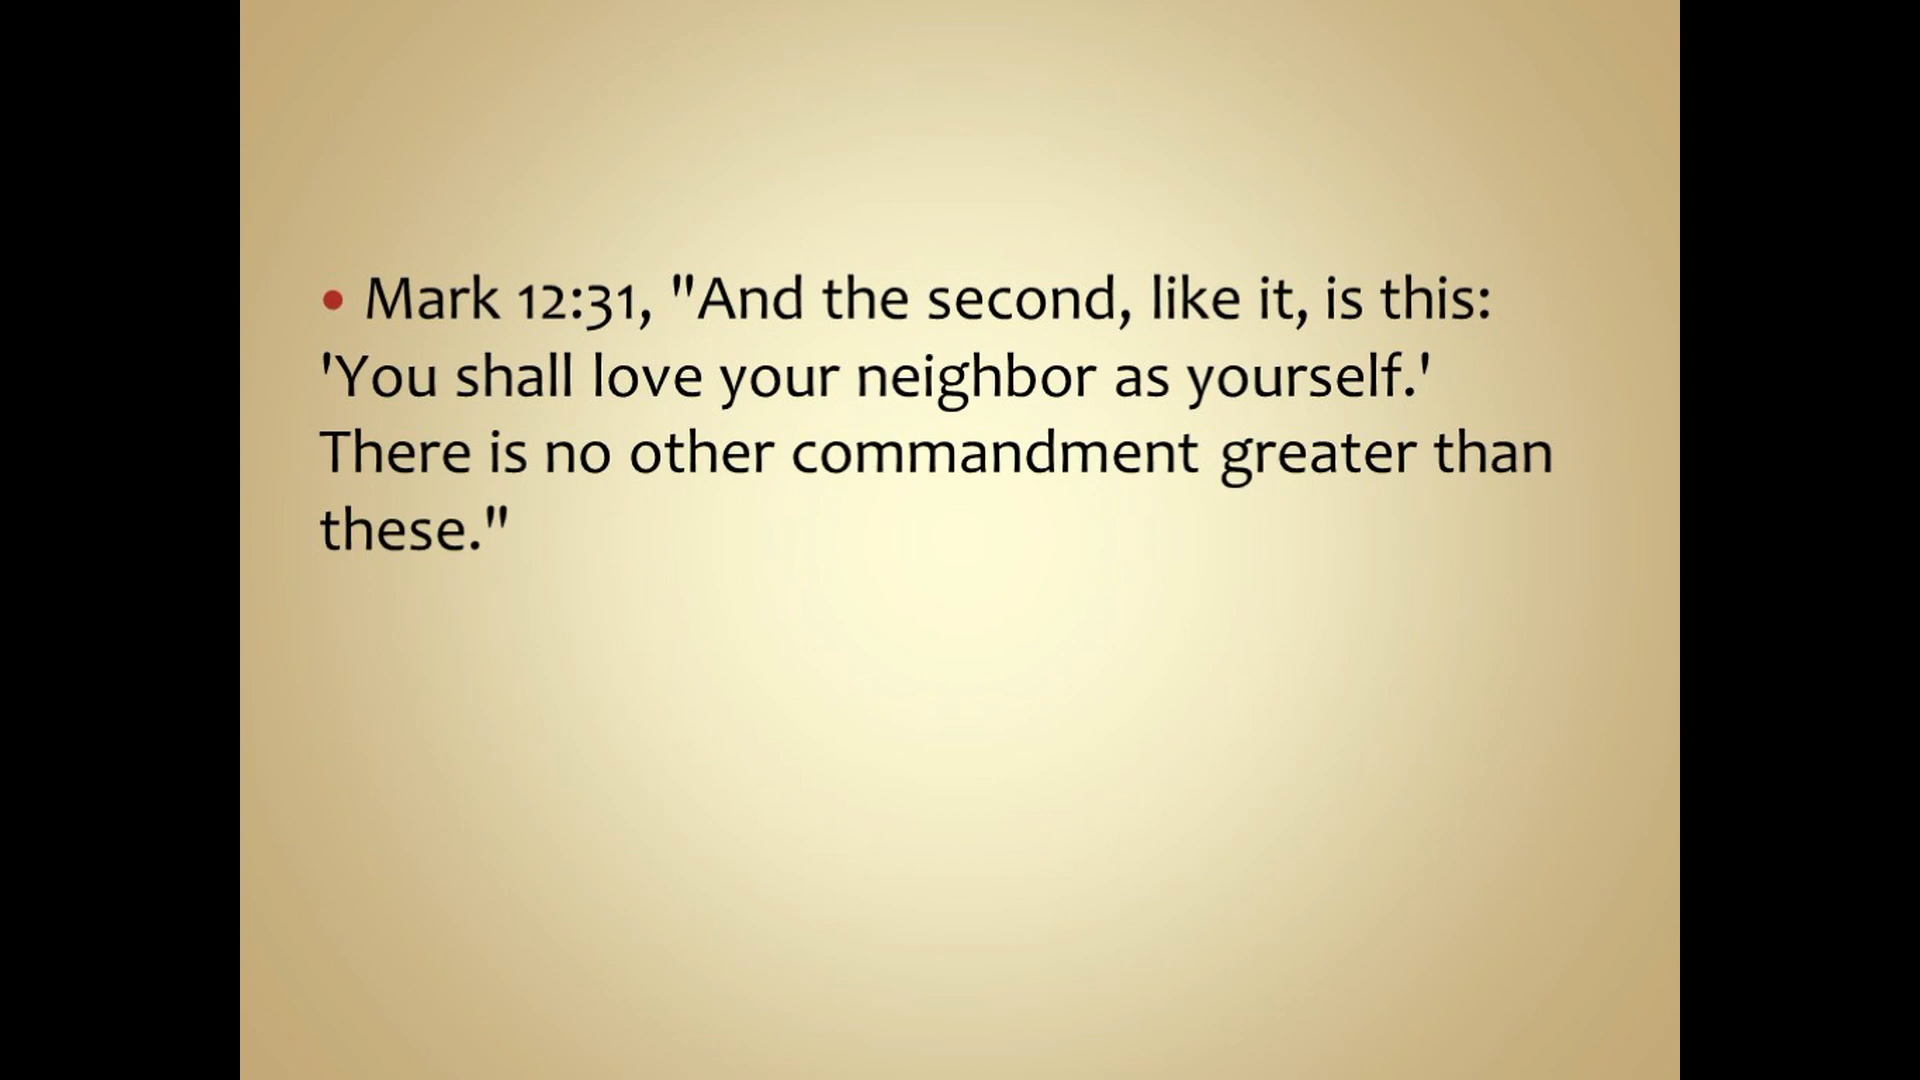 • Mark 12:31, "And the second, like it, is this:
'You shall love your neighbor as yourself.'
There is no other commandment greater than
these."